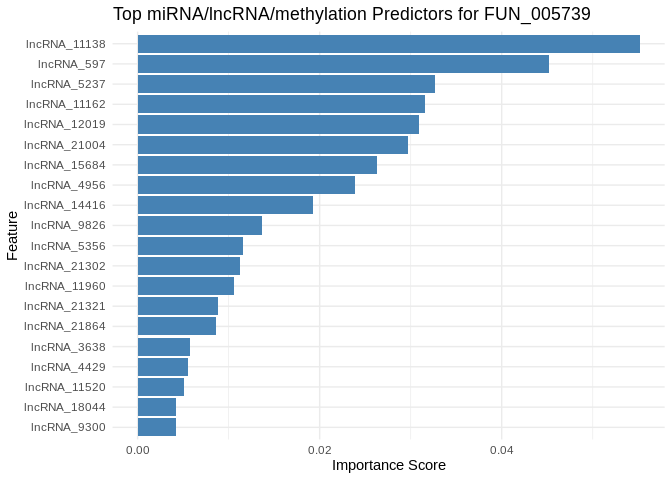 Top miRNA/lncRNA/methylation Predictors for FUN_005739
lncRNA_11138
lncRNA_597
lncRNA_5237
lncRNA_11162
lncRNA_12019
lncRNA_21004
lncRNA_15684
lncRNA_4956
lncRNA_14416
lncRNA_9826
lncRNA_5356
lncRNA_21302
lncRNA_11960
lncRNA_21321
lncRNA_21864
lncRNA_3638
lncRNA_4429
lncRNA_11520
lncRNA_18044
lncRNA_9300
Feature
0.00 0.02 0.04
Importance Score